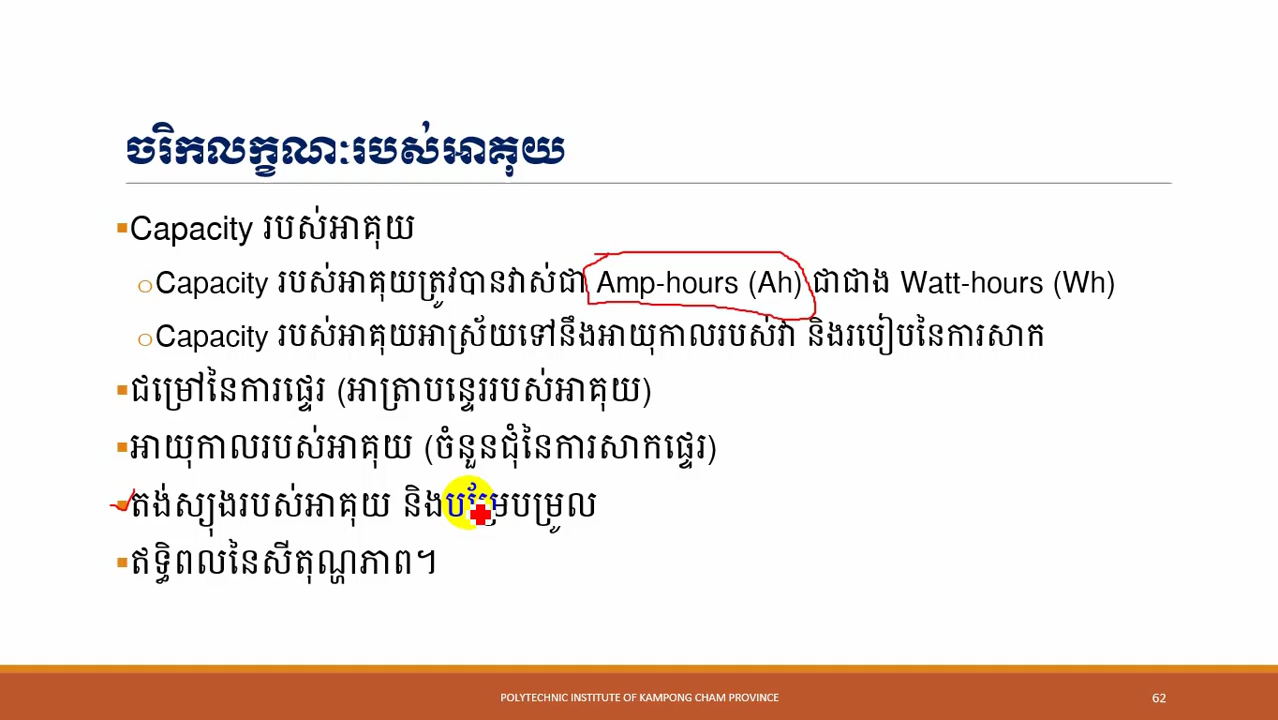 ចរិកលក្ខណៈរបស់អាគុយ
Capacity របស់អាគុយ
Capacity របស់អាគុយត្រូវបានវាស់ជា Amp-hours (Ah) ជាជាង Watt-hours (Wh)
Capacity របស់អាគុយអាស្រ័យទៅនឹងអាយុកាលរបស់វា និងរបៀបនៃការសាក
ជម្រៅនៃការផ្ទេរ (អាត្រាបន្ទេររបស់អាគុយ)
អាយុកាលរបស់អាគុយ (ចំនួនជុំនៃការសាកផ្ទេរ)
តង់ស្យុងរបស់អាគុយ និងបម្រែបម្រួល
ឥទ្ធិពលនៃសីតុណ្ហភាព។
POLYTECHNIC INSTITUTE OF KAMPONG CHAM PROVINCE
62